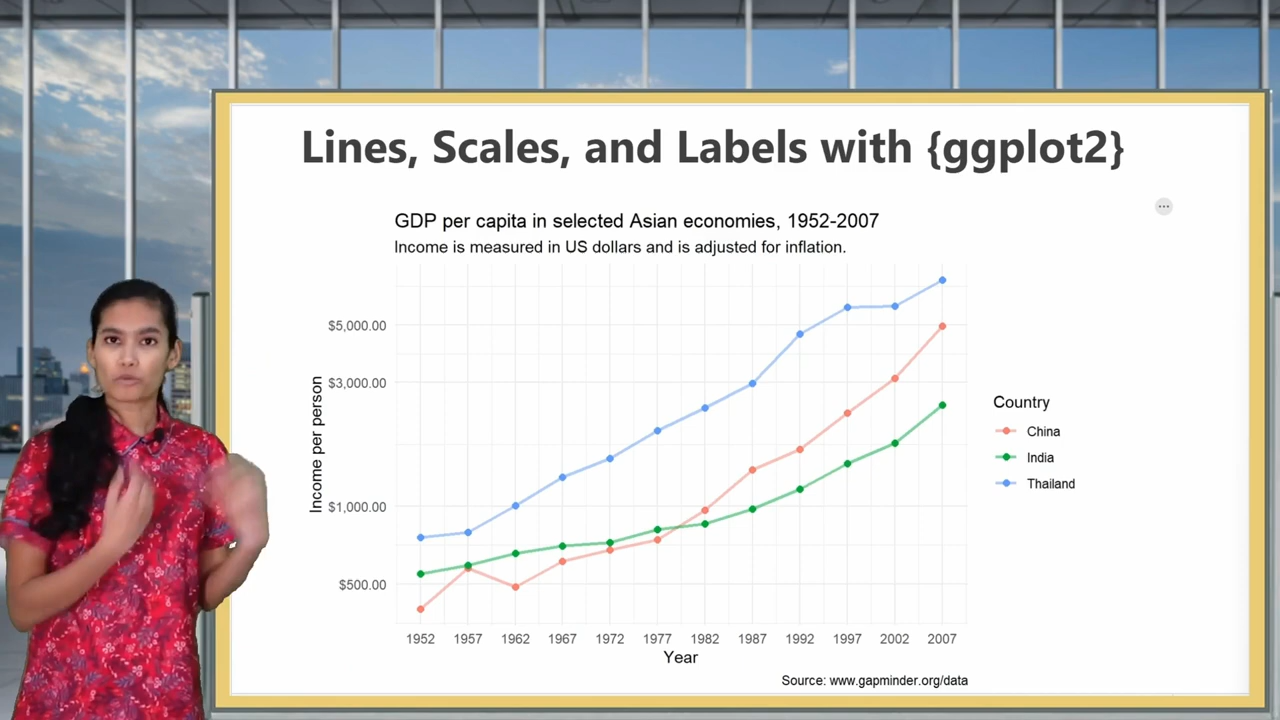 Lines, Scales, and Labels with {ggplot2}
GDP per capita in selected Asian economies, 1952-2007
Income is measured in US dollars and is adjusted for inflation.
$5,000.00
$3,000.00
$1,000.00
$500.00
Income per person
1952 1957 1962 1967 1972 1977 1982 1987 1992 1997 2002 2007
Year
Country
China
India
Thailand
Source: www.gapminder.org/data